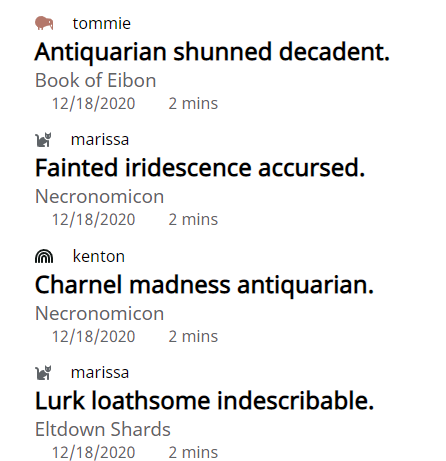 tommie
Antiquarian shunned decadent.
Book of Eibon
12/18/2020 2 mins
marissa
Fainted iridescence accursed.
Necronomicon
12/18/2020 2 mins
kenton
Charnel madness antiquarian.
Necronomicon
12/18/2020 2 mins
marissa
Lurk loathsome indescribable.
Eltdown Shards
12/18/2020 2 mins